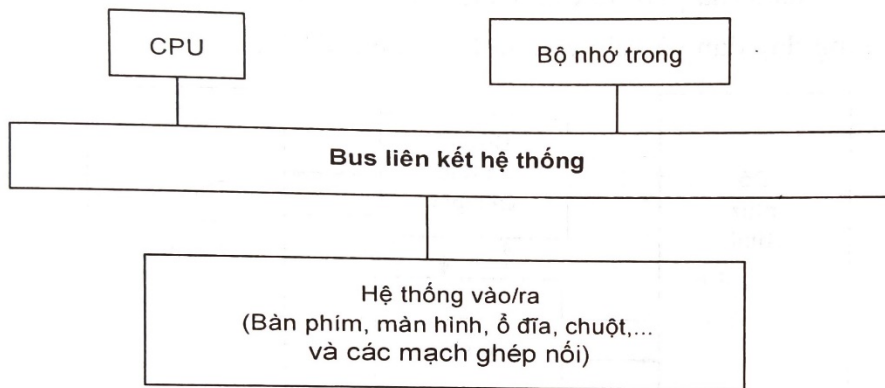 CPU
Bộ nhớ trong
Bus liên kết hệ thống
Hệ thống vào/ra
(Bàn phím, màn hình, ổ đĩa, chuột,...
và các mạch ghép nối)